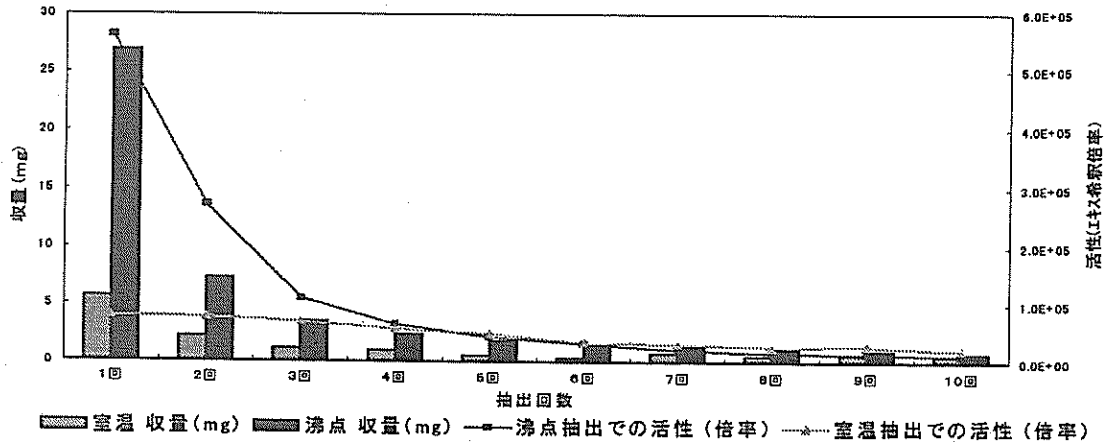 30
25
20
15
10
5
0
収量(mg)
6.0E+05
5.0E+05
4.0E+05
3.0E+05
2.0E+05
1.0E+05
0.0E+00
活性(エキス希釈倍率)
1回 2回 3回 4回 5回 6回 7回 8回 9回 10回
抽出回数
室温 収量(mg) 沸点 収量(mg) 沸点抽出での活性(倍率) 室温抽出での活性(倍率)